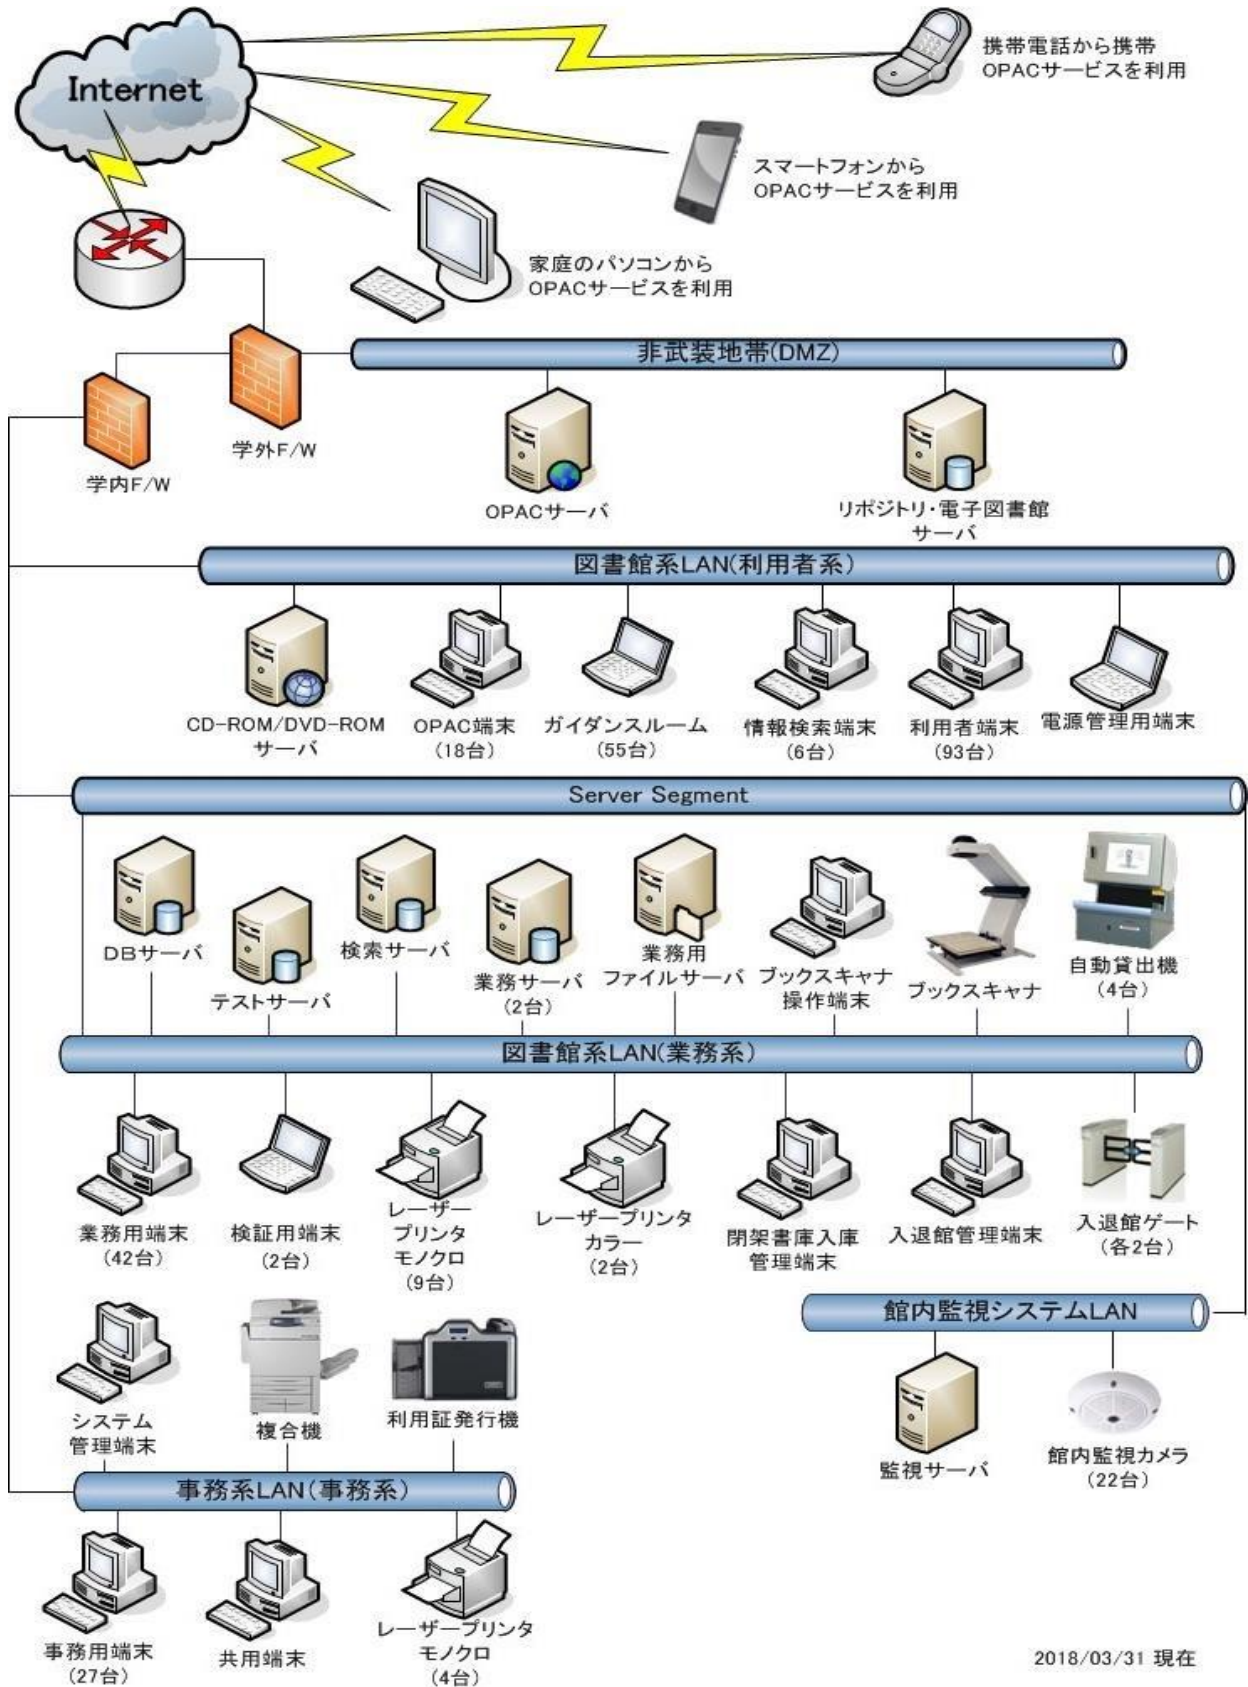 Internet
携帯電話から携帯
OPACサービスを利用
スマートフォンから
OPACサービスを利用
家庭のパソコンから
OPACサービスを利用
非武装地帯(DMZ)
学外F/W
学内F/W
OPACサーバ
リポジトリ・電子図書館
サーバ
図書館系LAN(利用者系)
CD-ROM/DVD-ROM
サーバ
OPAC端末
(18台)
ガイダンスルーム
(55台)
情報検索端末
(6台)
利用者端末
(93台)
電源管理用端末
Server Segment
DBサーバ
テストサーバ
検索サーバ
業務サーバ
(2台)
業務用
ファイルサーバ
ブックスキャナ
操作端末
ブックスキャナ
自動貸出機
(4台)
図書館系LAN(業務系)
業務用端末
(42台)
検証用端末
(2台)
レーザー
プリンタ
モノクロ
(9台)
レーザープリンタ
カラー
(2台)
閉架書庫入庫
管理端末
入退館管理端末
入退館ゲート
(各2台)
館内監視システムLAN
システム
管理端末
複合機
利用証発行機
監視サーバ
館内監視カメラ
(22台)
事務系LAN(事務系)
事務用端末
(27台)
共用端末
レーザープリンタ
モノクロ
(4台)
2018/03/31 現在